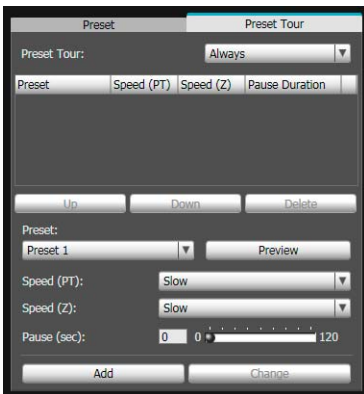 Preset Preset Tour
Preset Tour: Always
Preset Speed (PT) Speed (Z) Pause Duration
Up Down Delete
Preset:
Preset 1 Preview
Speed (PT): Slow
Speed (Z): Slow
Pause (sec): 0 0 120
Add Change